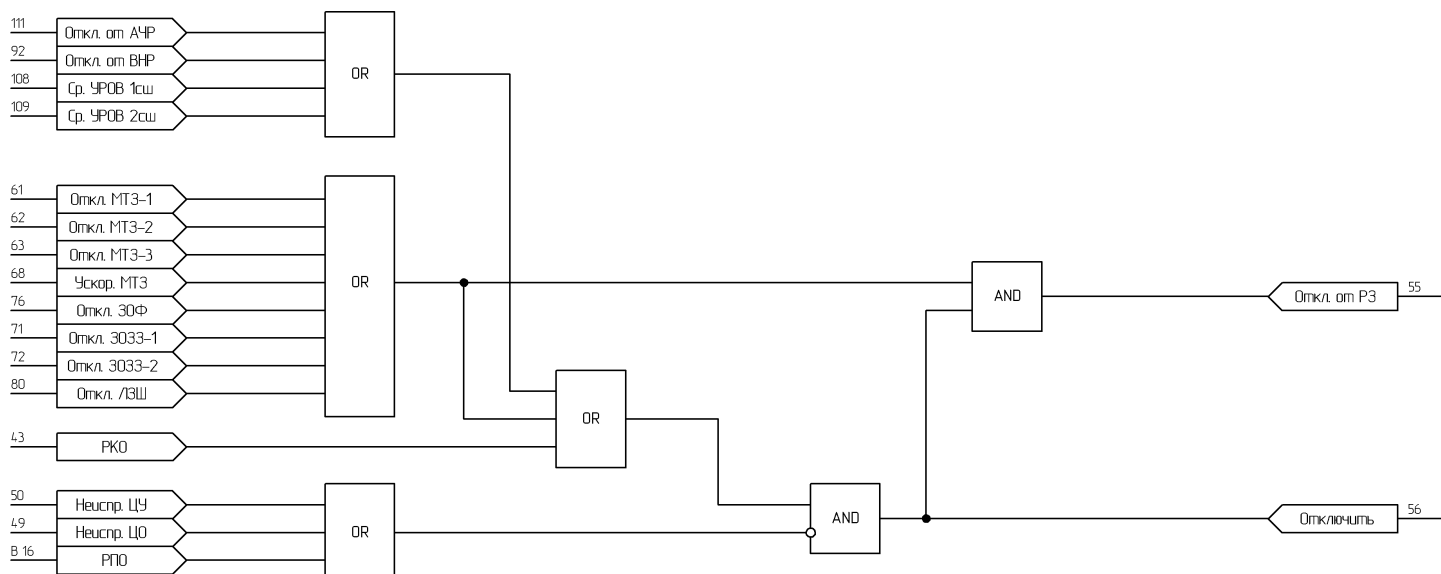 111 Откл. от АЧР
92 Откл. от ВНР
108 Ср. УРОВ 1сш
109 Ср. УРОВ 2сш
OR
61 Откл. МТЗ-1
62 Откл. МТЗ-2
63 Откл. МТЗ-3
68 Ускор. МТЗ
76 Откл. ЗОФ
71 Откл. ЗОЗЗ-1
72 Откл. ЗОЗЗ-2
80 Откл. ЛЗШ
OR
AND
Откл. от РЗ 55
43 РКО
OR
50 Неиспр. ЦУ
49 Неиспр. ЦО
В 16 РПО
OR
AND
Отключить 56